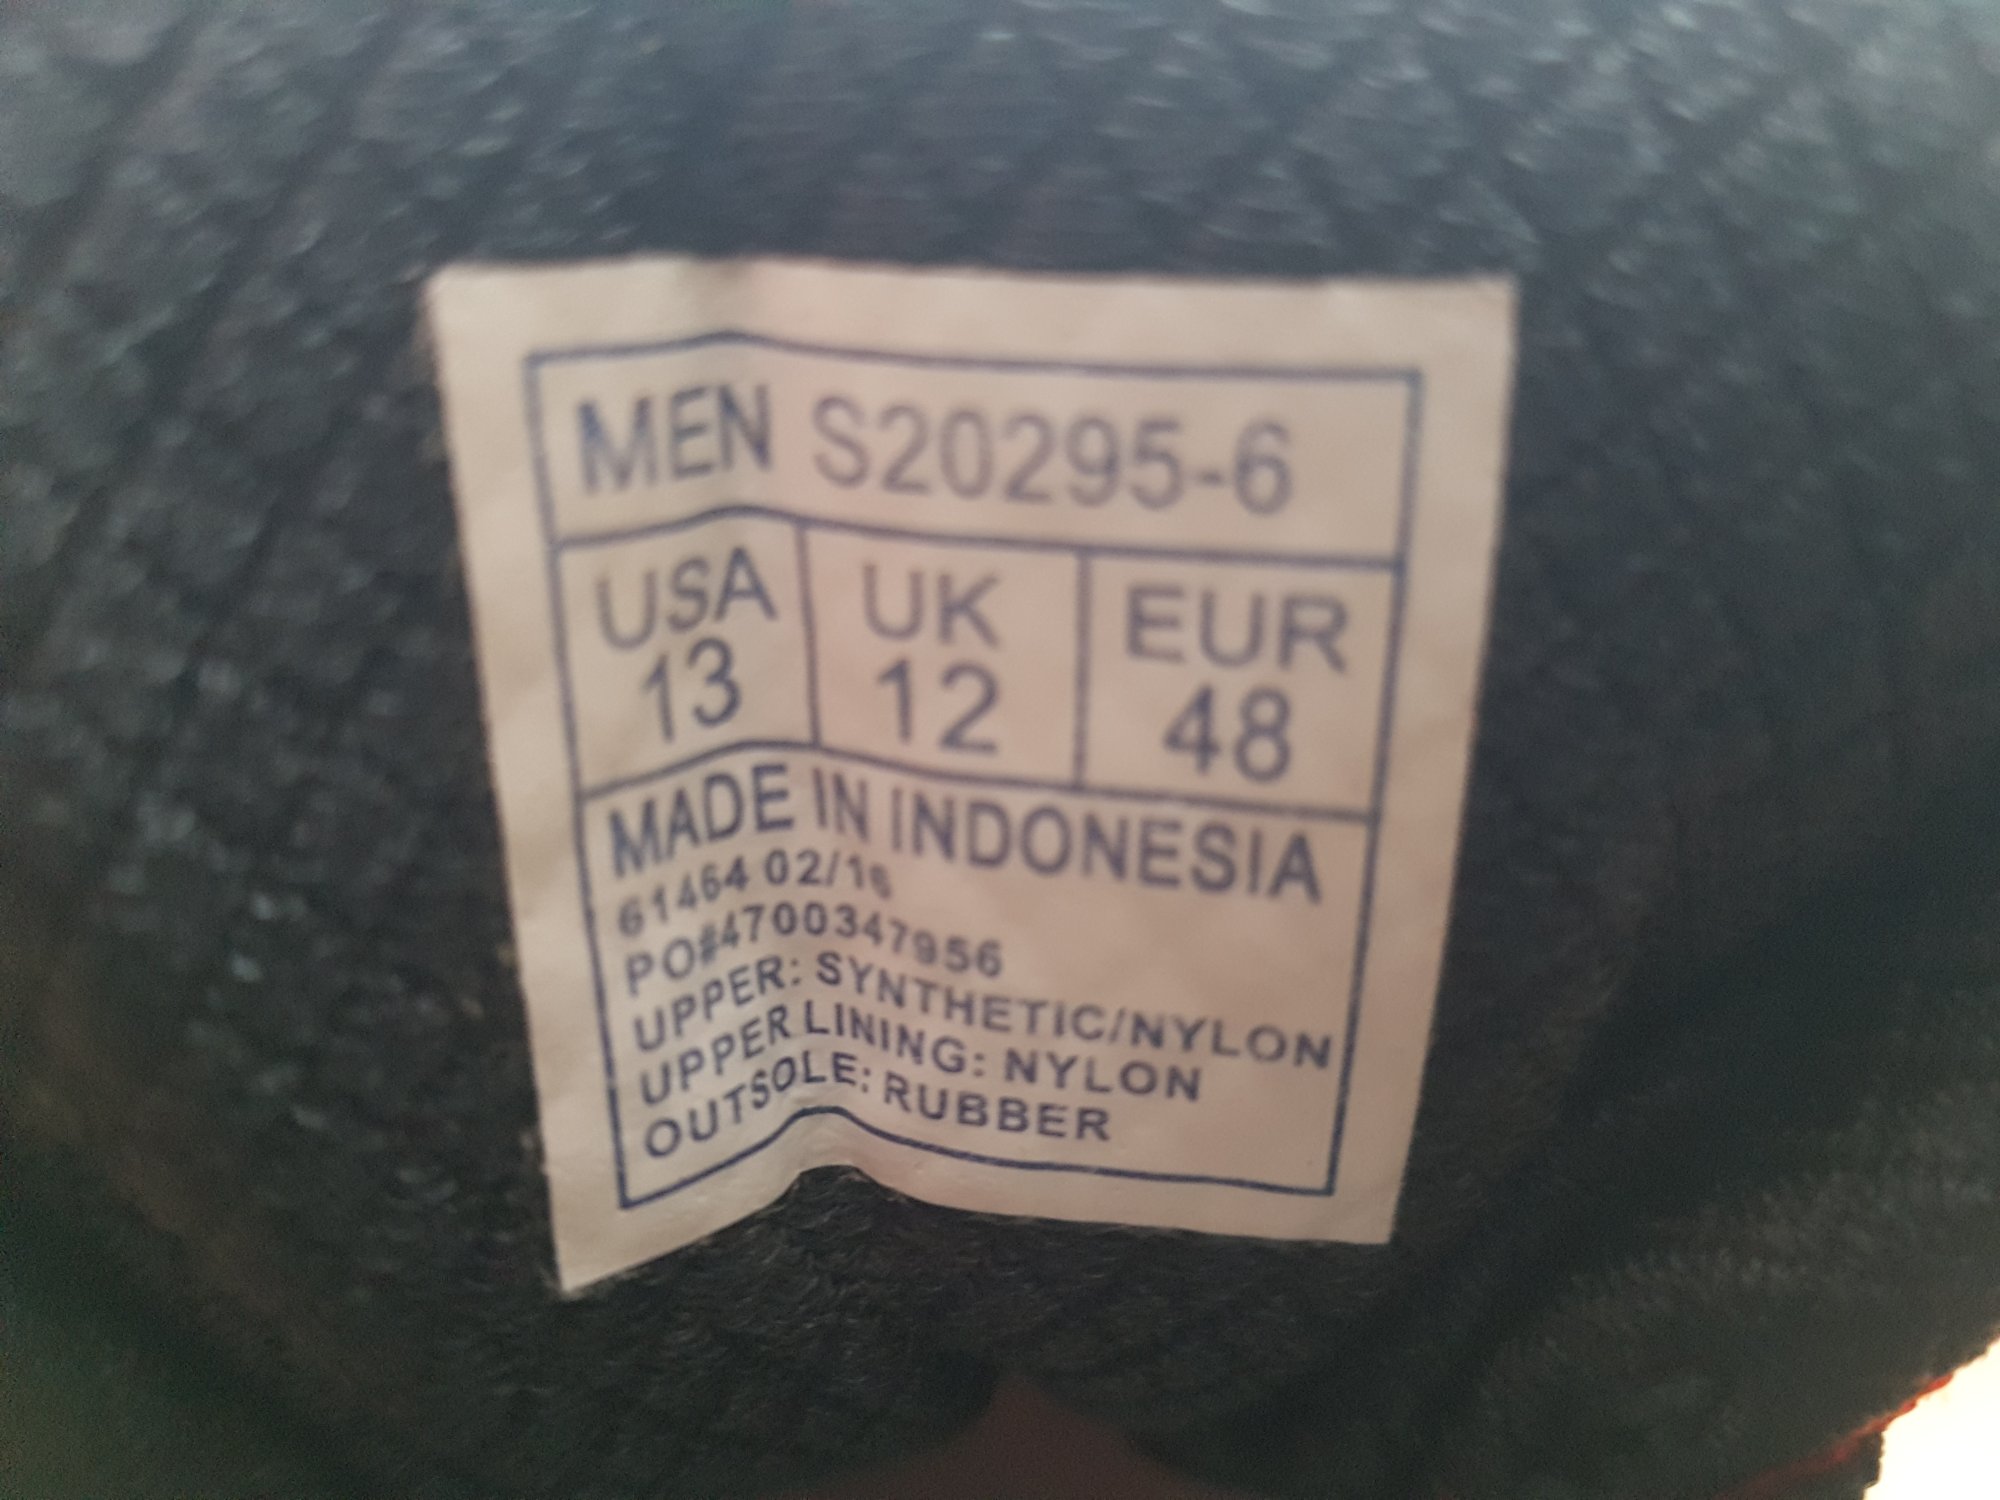 MEN S20295-6
USA UK EUR
13 12 48
MADE IN INDONESIA
61464 02/16
PO#4700347956
UPPER: SYNTHETIC/NYLON
UPPER LINING: NYLON
OUTSOLE: RUBBER